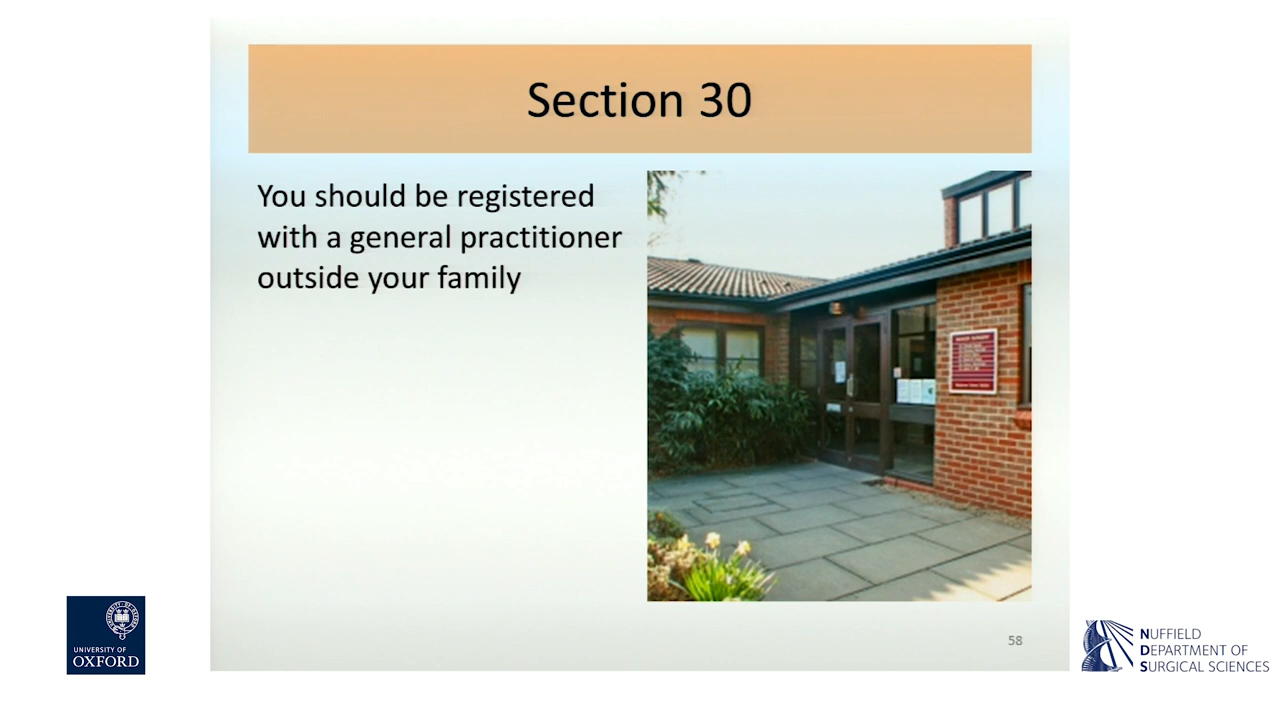 Section 30
You should be registered
with a general practitioner
outside your family
58
UNIVERSITY OF
OXFORD
NUFFIELD
DEPARTMENT OF
SURGICAL SCIENCES